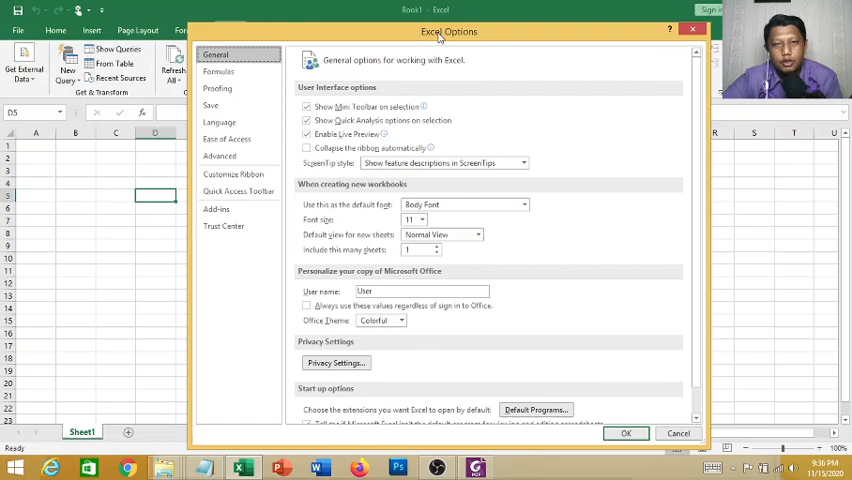 Book1 - Excel
Sign in
File
Home
Insert
Page Layout
Get External
Data
New
Query
Show Queries
From Table
Recent Sources
Refresh
All
Get & Transform
D5
fx
A B C D R S T U
1
2
3
4
5
6
7
8
9
10
11
12
13
14
15
16
17
18
19
20
21
22
23
Excel Options
?
General
Formulas
Proofing
Save
Language
Ease of Access
Advanced
Customize Ribbon
Quick Access Toolbar
Add-ins
Trust Center
General options for working with Excel.
User Interface options
Show Mini Toolbar on selection
Show Quick Analysis options on selection
Enable Live Preview
Collapse the ribbon automatically
ScreenTip style: Show feature descriptions in ScreenTips
When creating new workbooks
Use this as the default font: Body Font
Font size: 11
Default view for new sheets: Normal View
Include this many sheets: 1
Personalize your copy of Microsoft Office
User name: User
Always use these values regardless of sign in to Office.
Office Theme: Colorful
Privacy Settings
Privacy Settings...
Start up options
Choose the extensions you want Excel to open by default: Default Programs...
OK
Cancel
Sheet1
Ready
100%
9:36 PM
11/15/2020